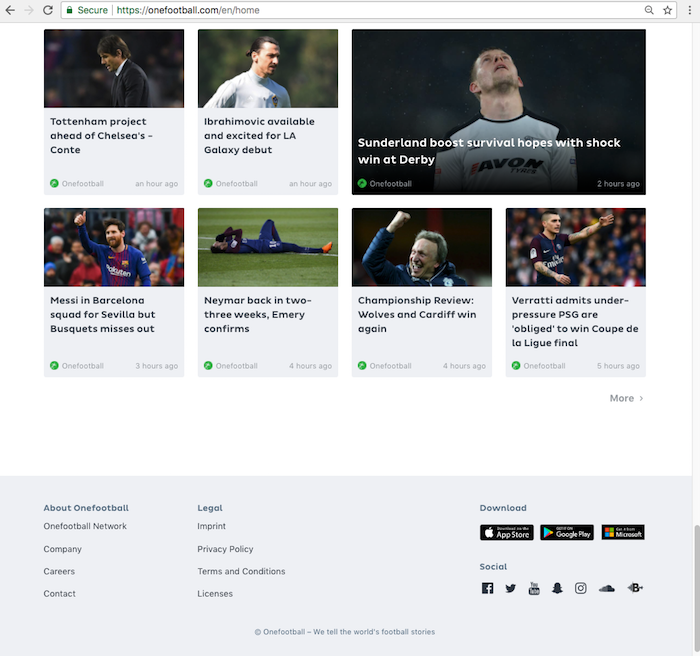 Secure
https://onefootball.com/en/home
Tottenham project
ahead of Chelsea's –
Conte
Onefootball
an hour ago
Ibrahimovic available
and excited for LA
Galaxy debut
Onefootball
an hour ago
AVON
TYRES
Sunderland boost survival hopes with shock
win at Derby
Onefootball
2 hours ago
Rakuten
Messi in Barcelona
squad for Sevilla but
Busquets misses out
Onefootball
3 hours ago
Neymar back in two-
three weeks, Emery
confirms
Onefootball
4 hours ago
Championship Review:
Wolves and Cardiff win
again
Onefootball
4 hours ago
Verratti admits under-
pressure PSG are
'obliged' to win Coupe de
la Ligue final
Onefootball
5 hours ago
More
About Onefootball
Onefootball Network
Company
Careers
Contact
Legal
Imprint
Privacy Policy
Terms and Conditions
Licenses
Download
Download on the
App Store
GET IT ON
Google Play
Get it from
Microsoft
Social
You
Tube
B
© Onefootball – We tell the world's football stories